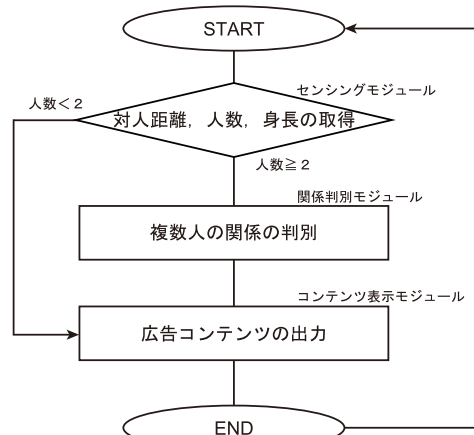 START
センシングモジュール
人数＜2
対人距離，人数，身長の取得
人数≧2
関係判別モジュール
複数人の関係の判別
コンテンツ表示モジュール
広告コンテンツの出力
END